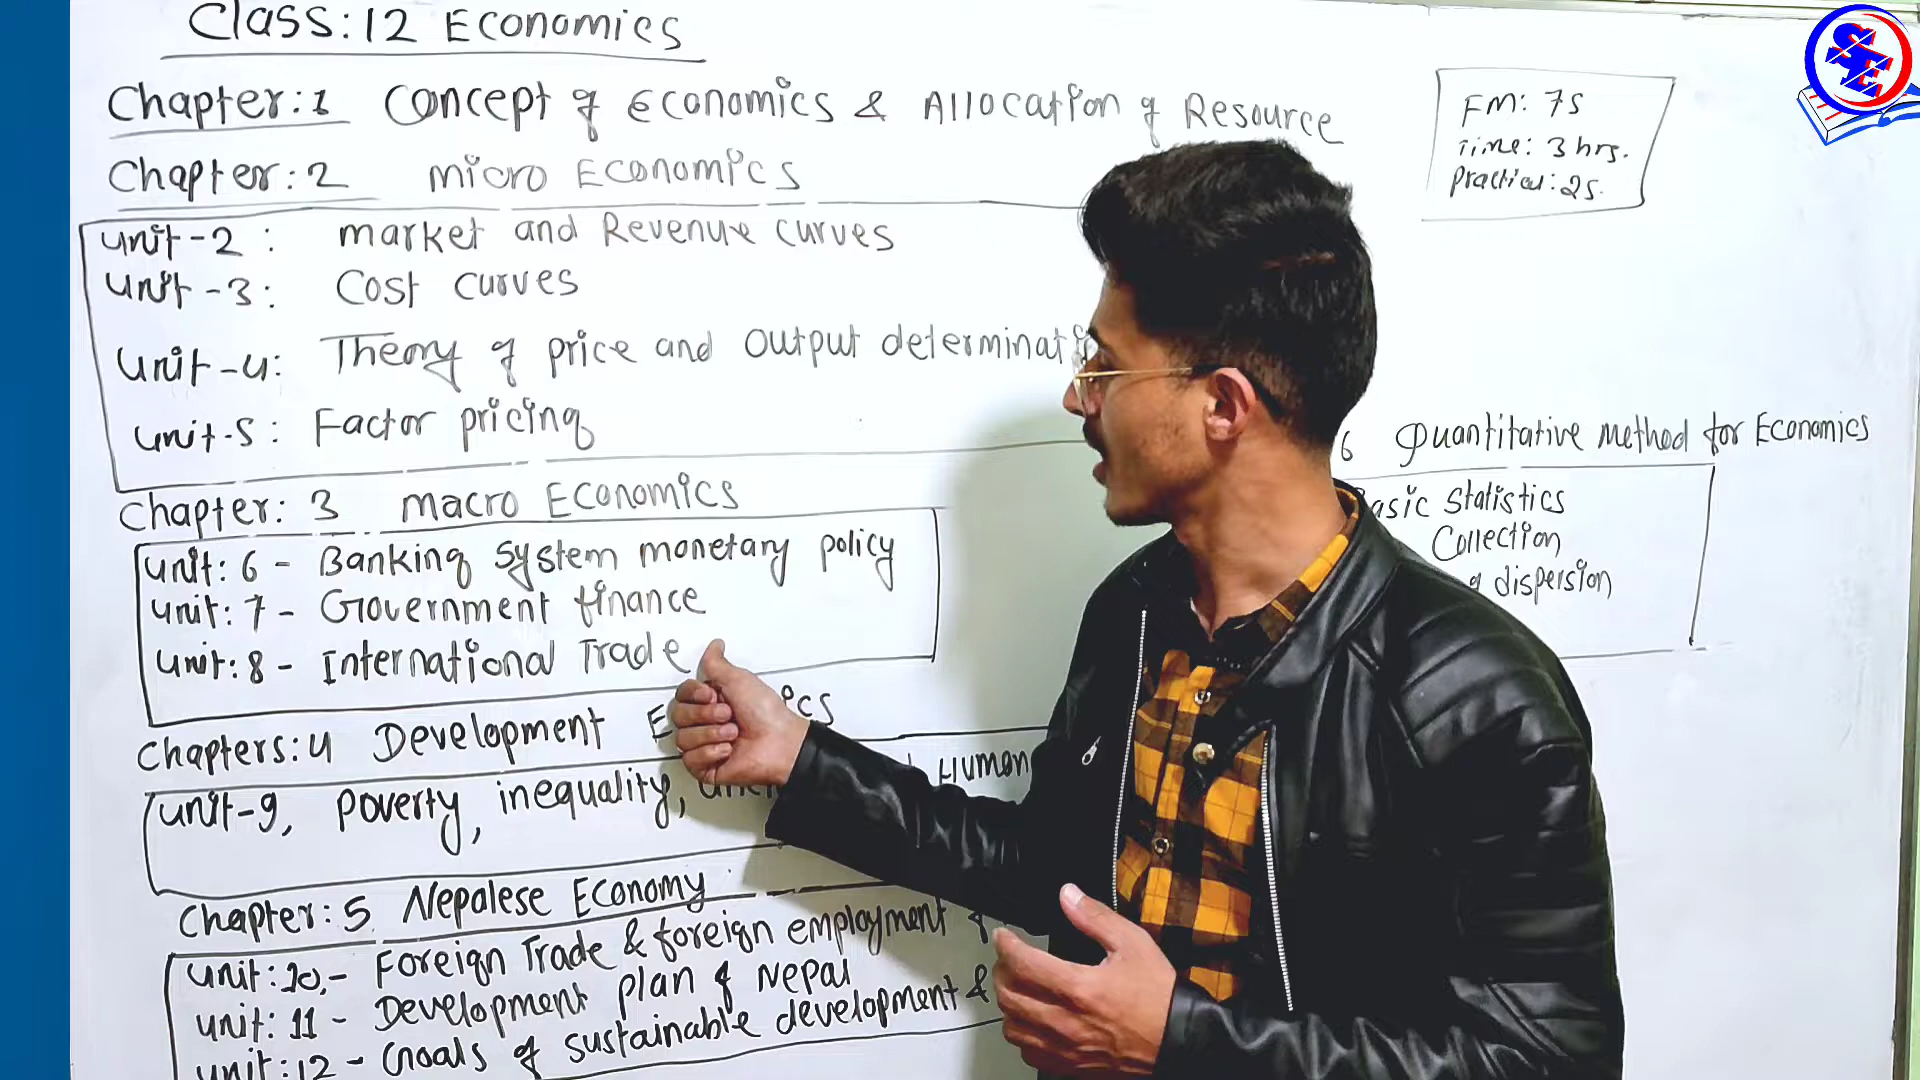 Class: 12 Economics
Chapter: 1 Concept of Economics & Allocation of Resource
Chapter: 2 micro Economics
unit-2: market and Revenue curves
unit-3: Cost curves
unit-4: Theory of price and output determinati
unit-5: Factor pricing
Chapter: 3 macro Economics
unit: 6 - Banking system monetary policy
unit: 7 - Government finance
unit: 8 - International Trade
Chapters: 4 Development E ics
unit-9, poverty, inequality, Human
Chapter: 5 Nepalese Economy
unit: 10,- Foreign Trade & foreign employment of
unit: 11 - Development plan of Nepal
unit: 12 - Goals of sustainable development &
FM: 75
Time: 3 hrs.
practical: 25.
6 Quantitative method for Economics
asic statistics
Collection
of dispersion